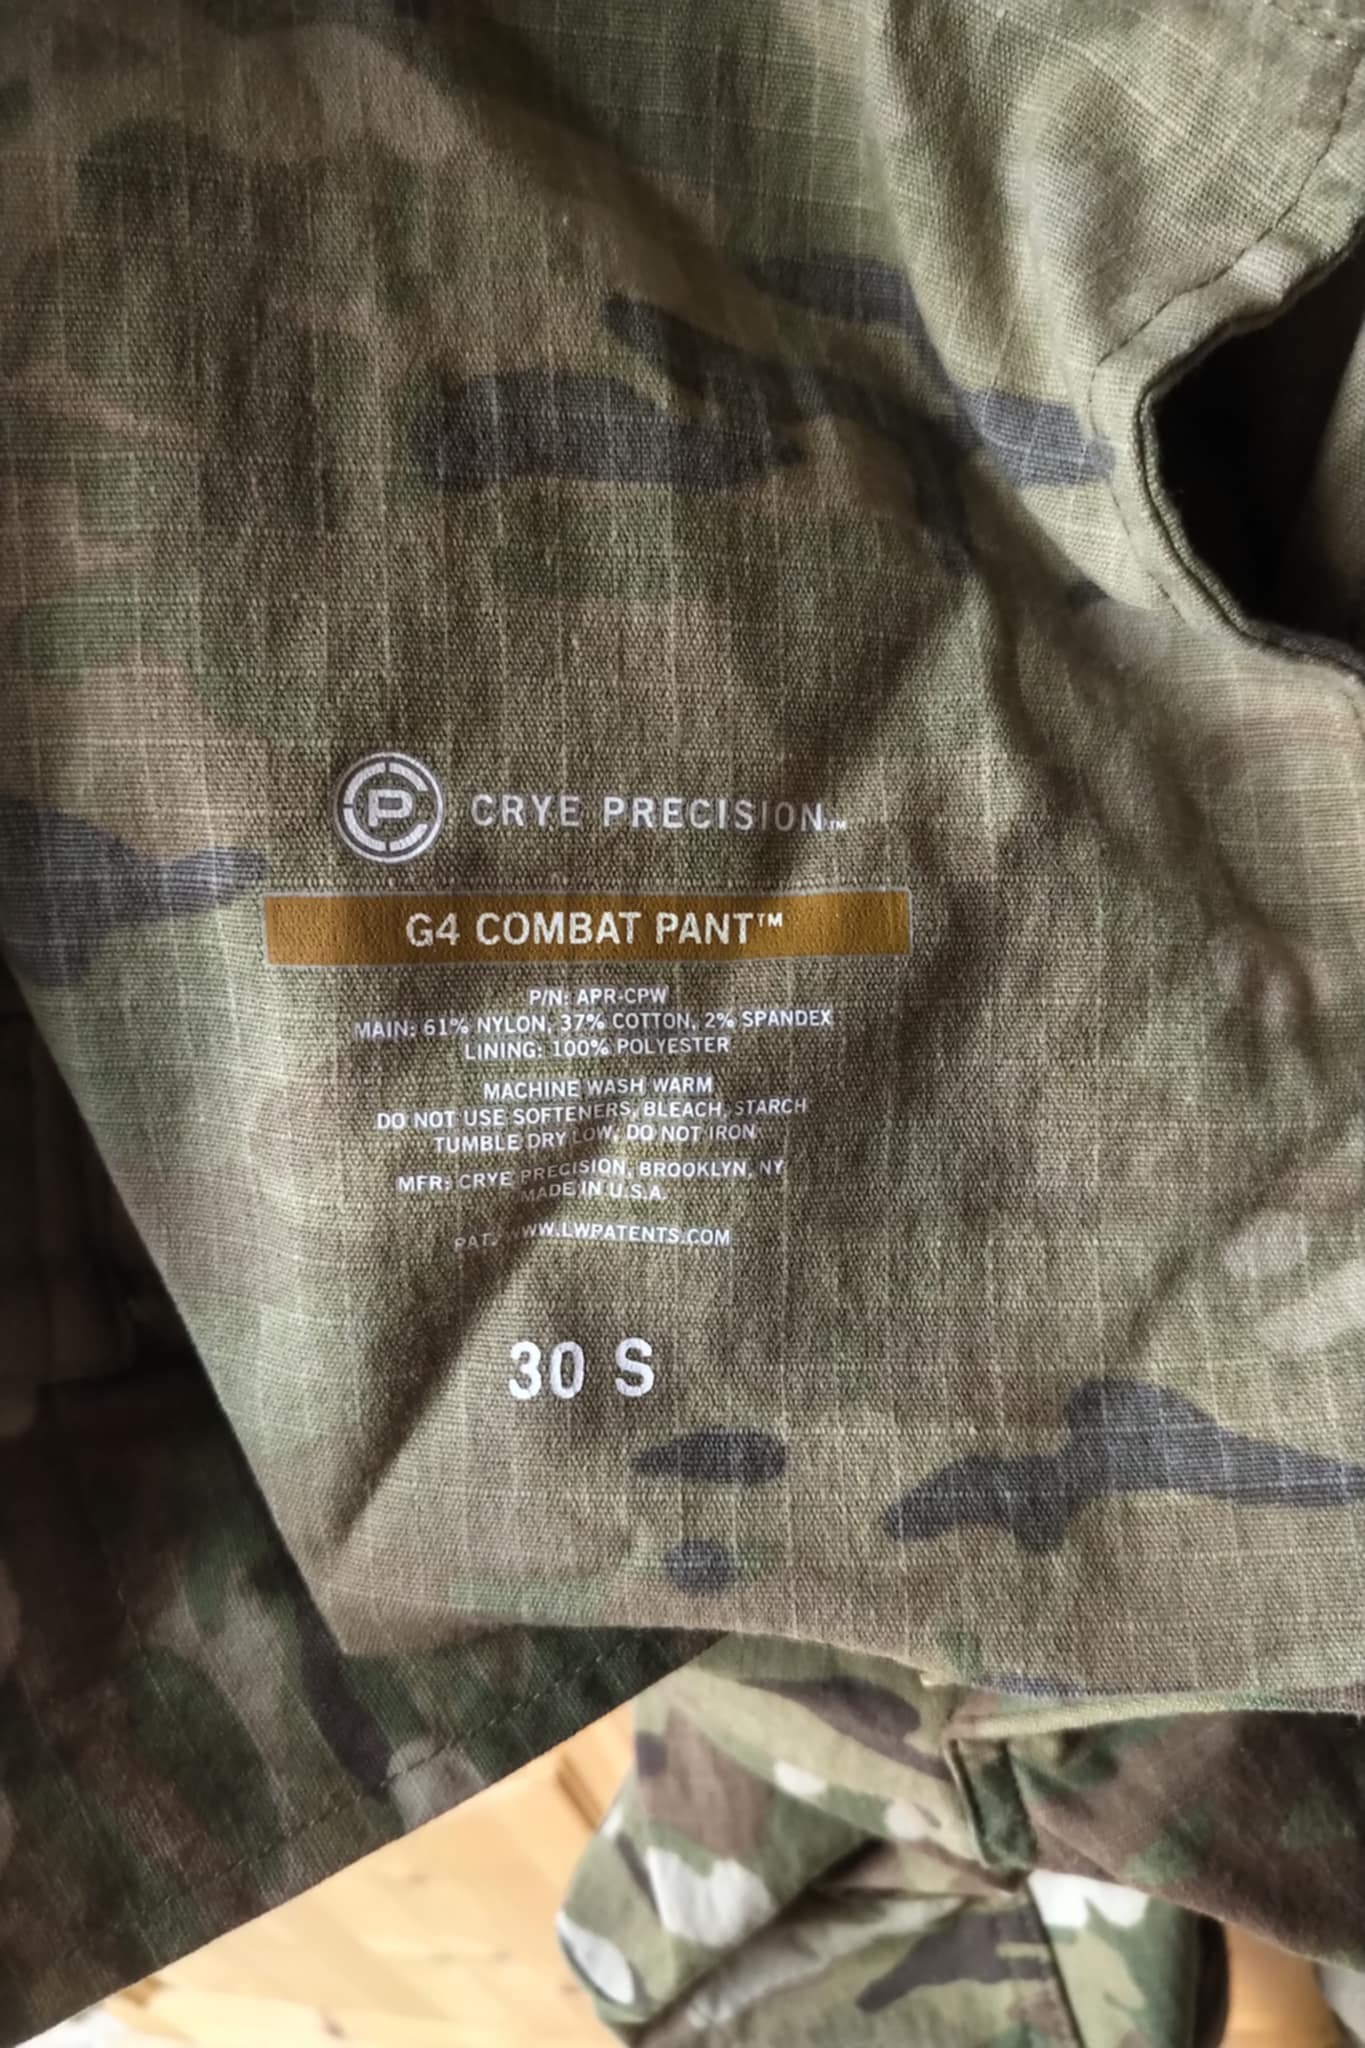 CP CRYE PRECISION™
G4 COMBAT PANT™
P/N: APR-CPW
MAIN: 61% NYLON, 37% COTTON, 2% SPANDEX
LINING: 100% POLYESTER
MACHINE WASH WARM
DO NOT USE SOFTENERS, BLEACH, STARCH
TUMBLE DRY LOW, DO NOT IRON
MFR: CRYE PRECISION, BROOKLYN, NY
MADE IN U.S.A.
PAT. WWW.LWPATENTS.COM
30 S